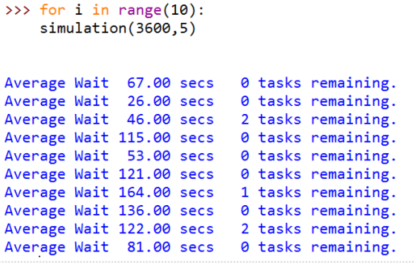 >>> for i in range(10):
    simulation(3600,5)
Average Wait  67.00 secs   0 tasks remaining.
Average Wait  26.00 secs   0 tasks remaining.
Average Wait  46.00 secs   2 tasks remaining.
Average Wait 115.00 secs   0 tasks remaining.
Average Wait  53.00 secs   0 tasks remaining.
Average Wait 121.00 secs   0 tasks remaining.
Average Wait 164.00 secs   1 tasks remaining.
Average Wait 136.00 secs   0 tasks remaining.
Average Wait 122.00 secs   2 tasks remaining.
Average Wait  81.00 secs   0 tasks remaining.